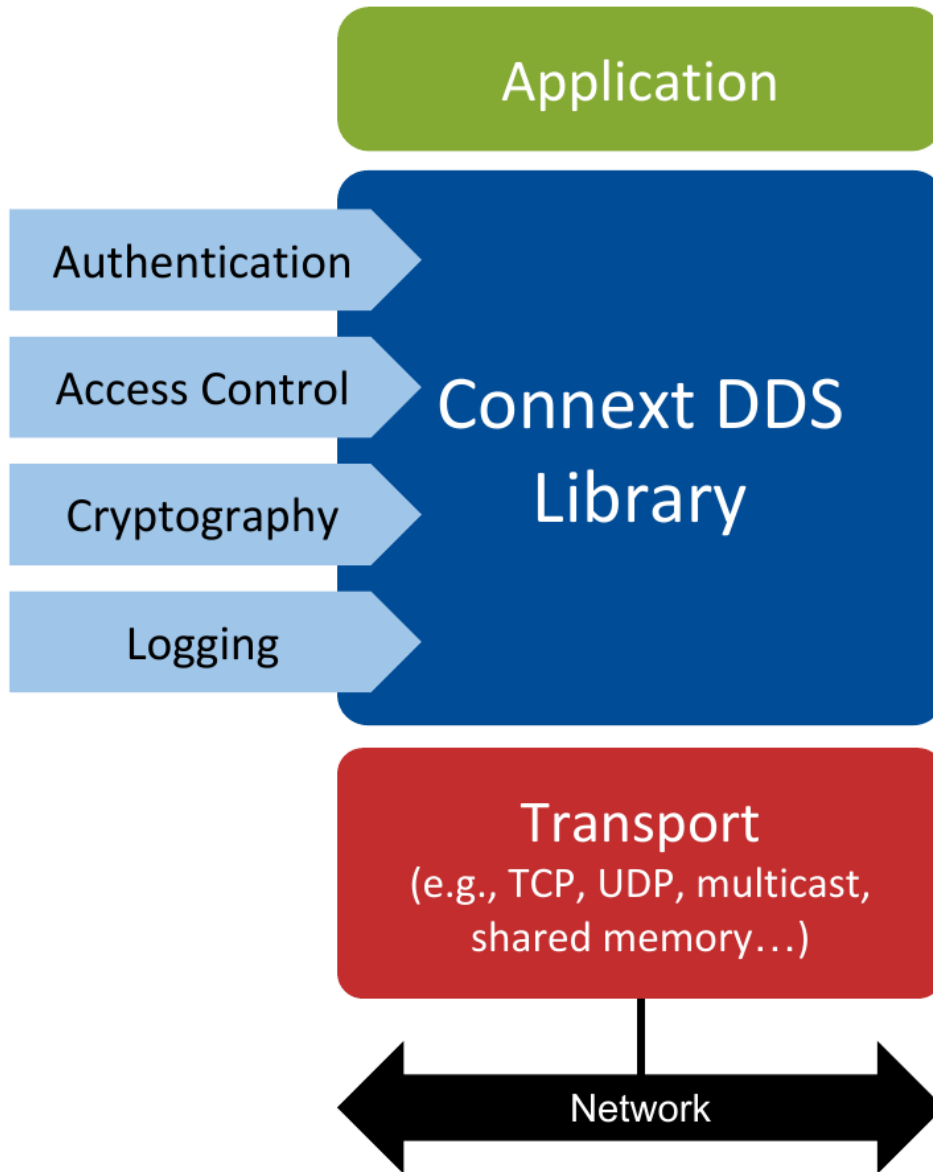 Application
Authentication
Access Control
Cryptography
Logging
Connext DDS
Library
Transport
(e.g., TCP, UDP, multicast,
shared memory…)
Network